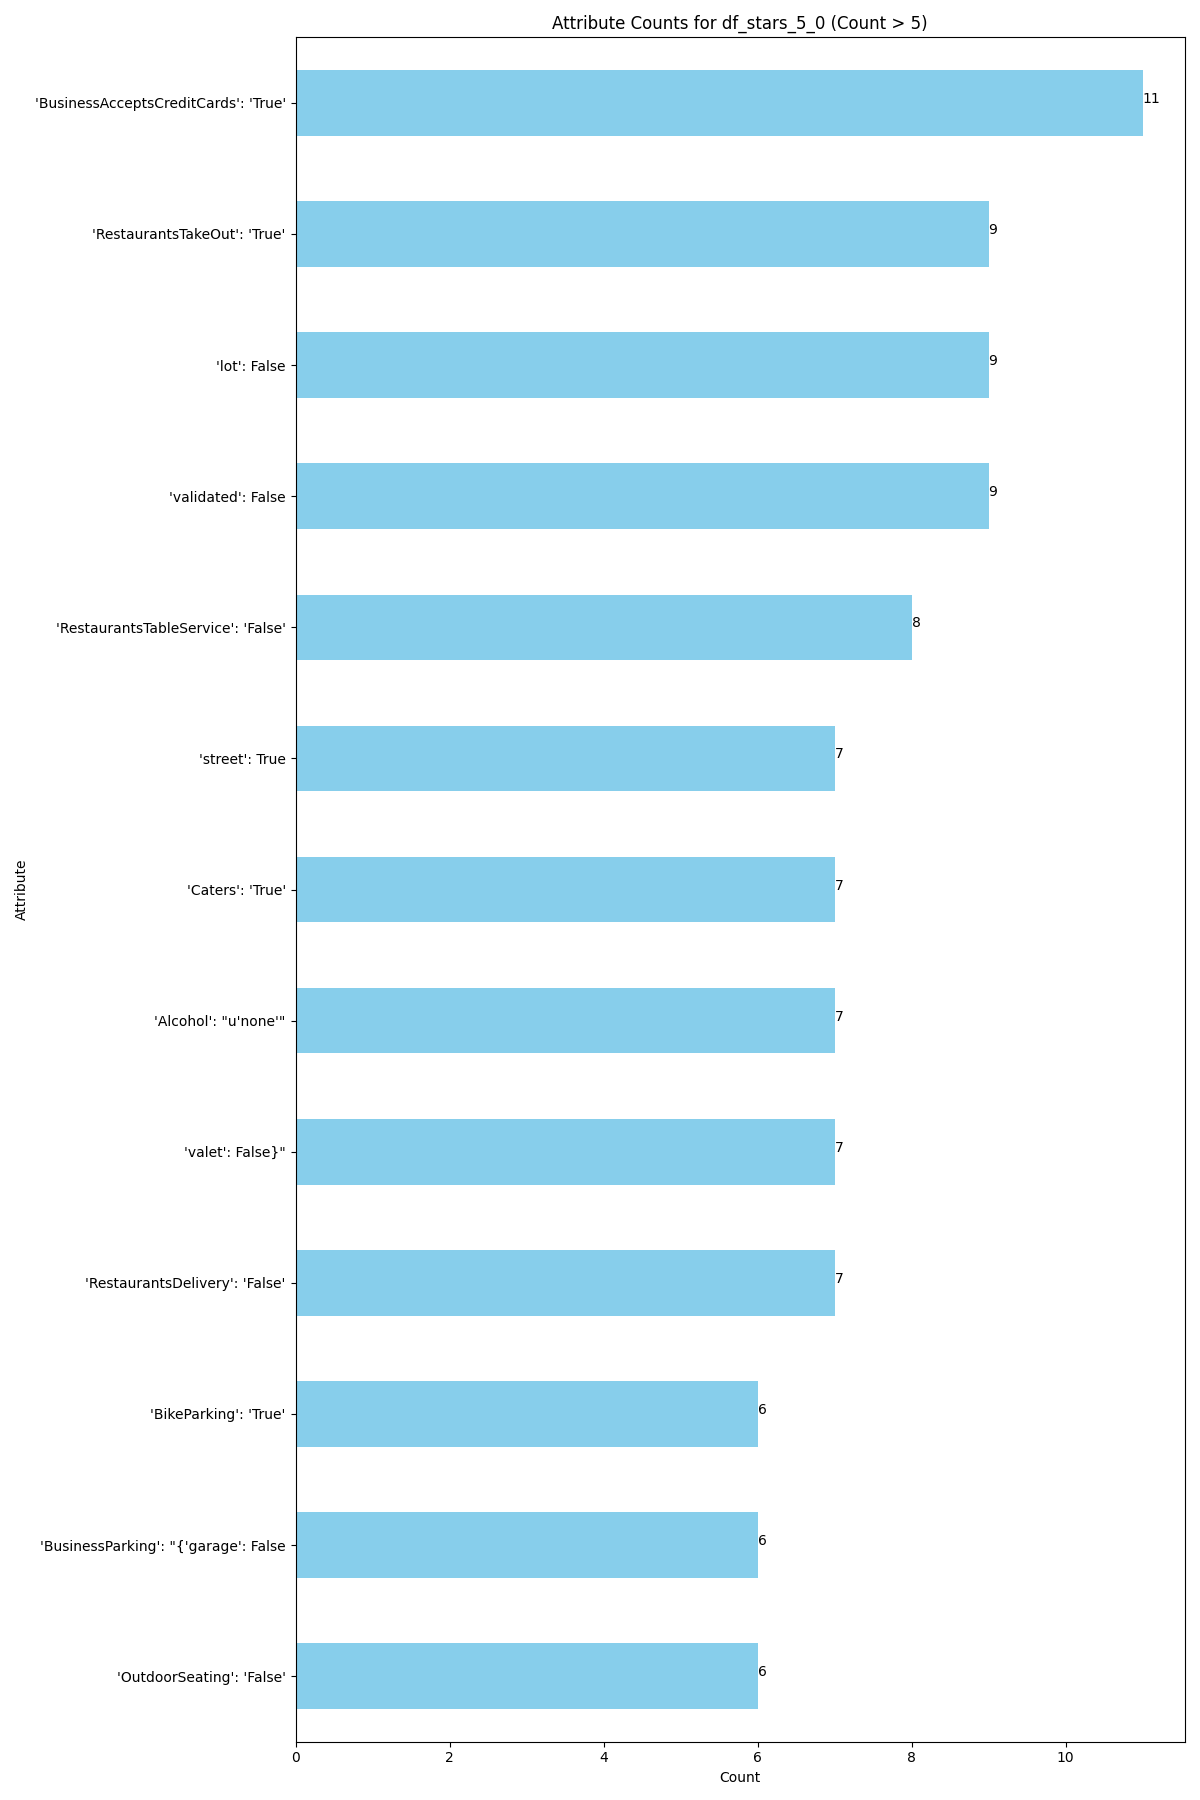 Attribute Counts for df_stars_5_0 (Count > 5)
'BusinessAcceptsCreditCards': 'True'
11
'RestaurantsTakeOut': 'True'
9
'lot': False
9
'validated': False
9
'RestaurantsTableService': 'False'
8
'street': True
7
'Caters': 'True'
7
'Alcohol': "u'none'"
7
'valet': False}"
7
'RestaurantsDelivery': 'False'
7
'BikeParking': 'True'
6
'BusinessParking': "{'garage': False
6
'OutdoorSeating': 'False'
6
Attribute
0 2 4 6 8 10
Count